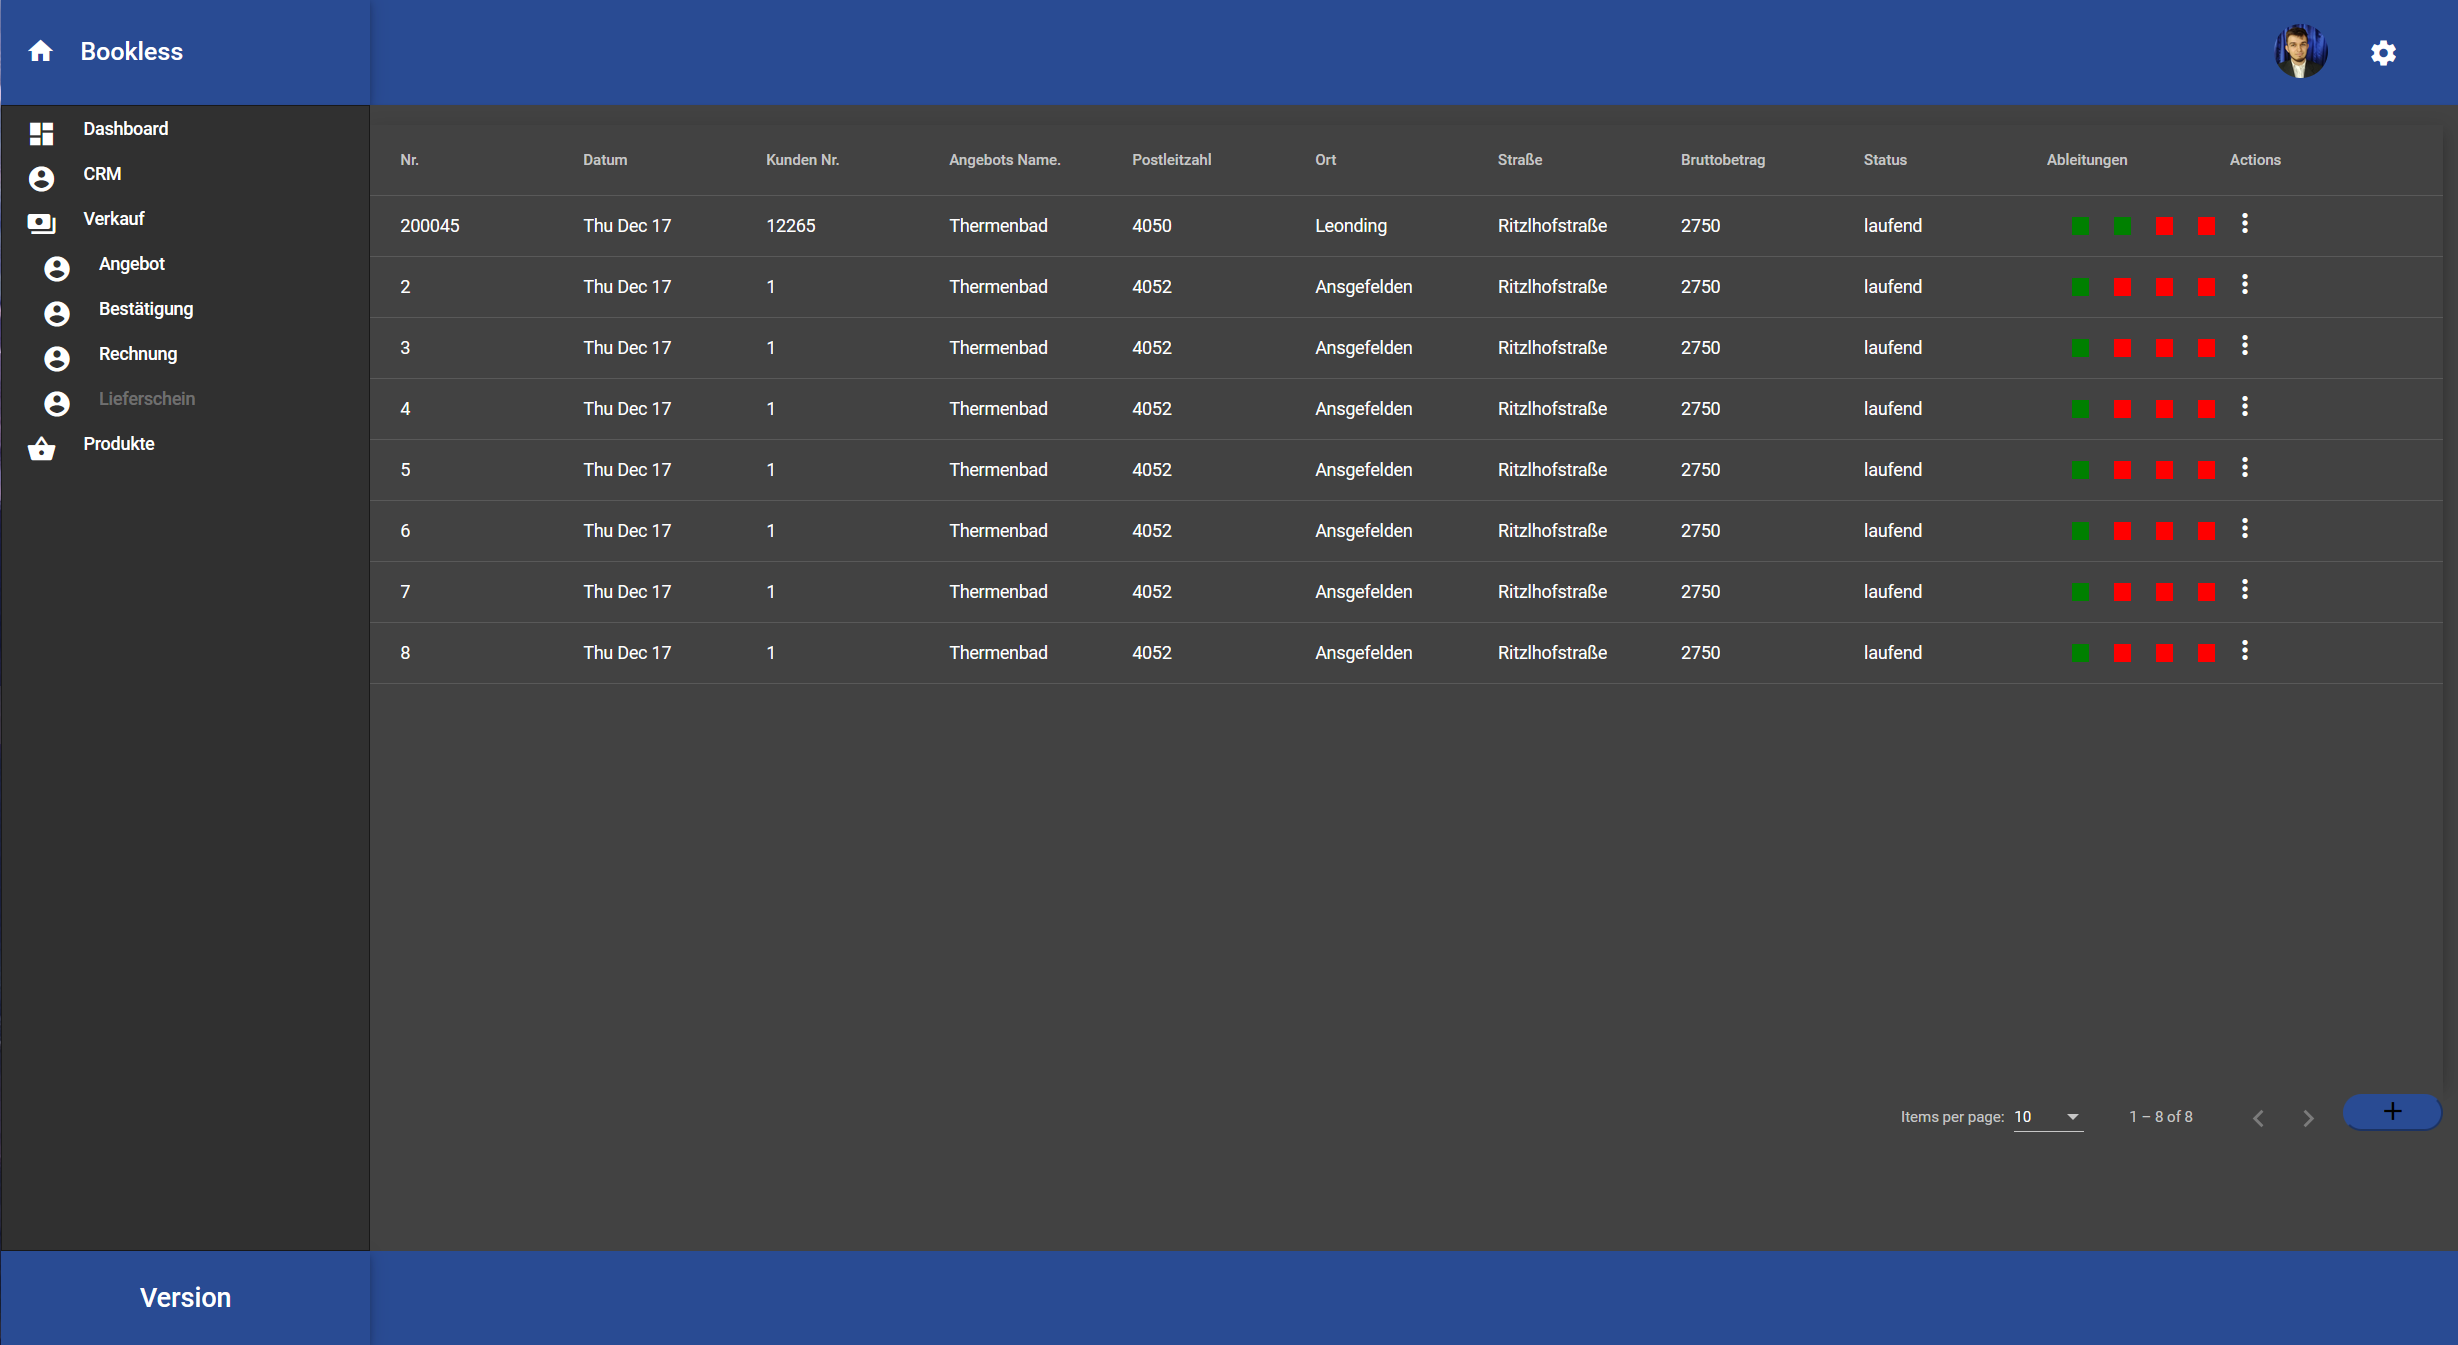 Bookless
Dashboard
CRM
Verkauf
Angebot
Bestätigung
Rechnung
Lieferschein
Produkte
Nr. Datum Kunden Nr. Angebots Name. Postleitzahl Ort Straße Bruttobetrag Status Ableitungen Actions
200045 Thu Dec 17 12265 Thermenbad 4050 Leonding Ritzlhofstraße 2750 laufend
2 Thu Dec 17 1 Thermenbad 4052 Ansgefelden Ritzlhofstraße 2750 laufend
3 Thu Dec 17 1 Thermenbad 4052 Ansgefelden Ritzlhofstraße 2750 laufend
4 Thu Dec 17 1 Thermenbad 4052 Ansgefelden Ritzlhofstraße 2750 laufend
5 Thu Dec 17 1 Thermenbad 4052 Ansgefelden Ritzlhofstraße 2750 laufend
6 Thu Dec 17 1 Thermenbad 4052 Ansgefelden Ritzlhofstraße 2750 laufend
7 Thu Dec 17 1 Thermenbad 4052 Ansgefelden Ritzlhofstraße 2750 laufend
8 Thu Dec 17 1 Thermenbad 4052 Ansgefelden Ritzlhofstraße 2750 laufend
Items per page: 10 1 – 8 of 8
Version